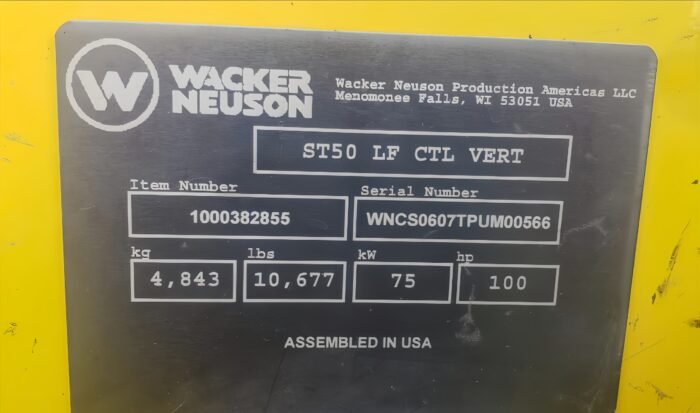 W WACKER NEUSON
Wacker Neuson Production Americas LLC
Menomonee Falls, WI 53051 USA
ST50 LF CTL VERT
Item Number
Serial Number
1000382855
WNCS0607TPUM00566
kg lbs kW hp
4,843 10,677 75 100
ASSEMBLED IN USA